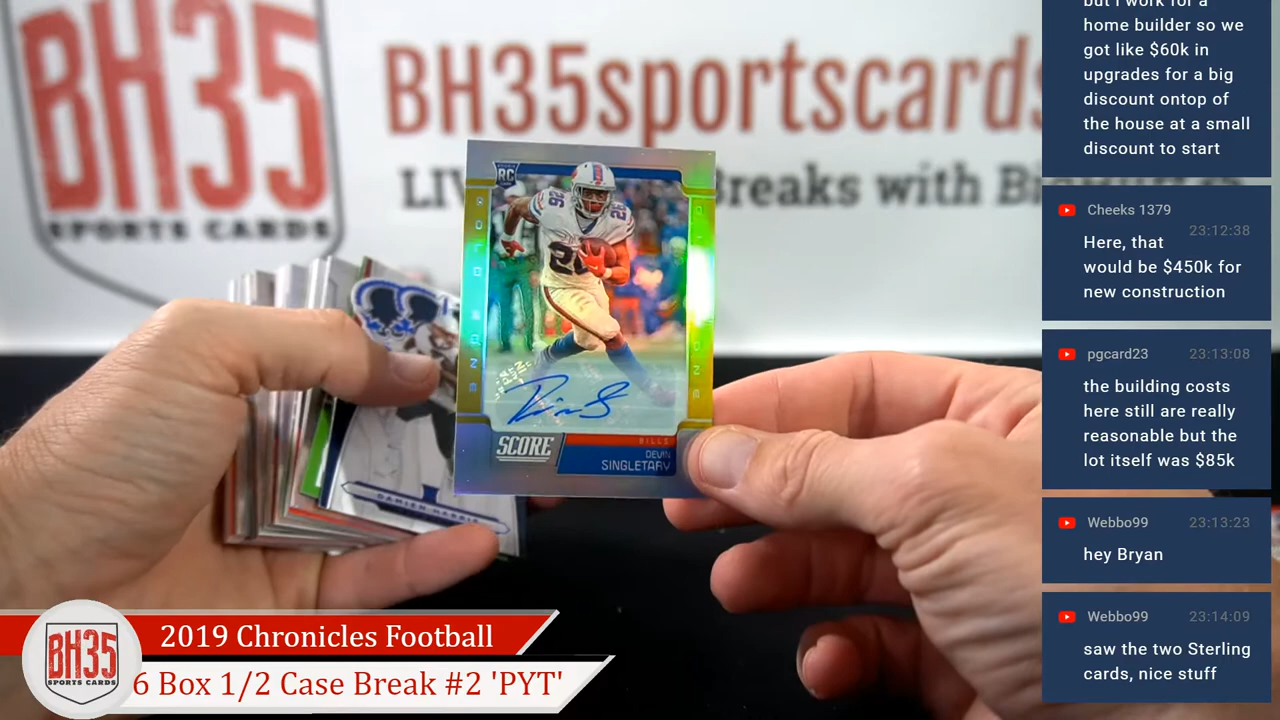 BH35
SPORTS CARDS
BH35sportscards
LIV
Breaks with B
RC
26
26
SCORE
BILLS
DEVIN
SINGLETARY
DAMIEN HARRIS
2019 Chronicles Football
6 Box 1/2 Case Break #2 'PYT'
BH35
SPORTS CARDS
but I work for a
home builder so we
got like $60k in
upgrades for a big
discount ontop of
the house at a small
discount to start
Cheeks 1379
23:12:38
Here, that
would be $450k for
new construction
pgcard23 23:13:08
the building costs
here still are really
reasonable but the
lot itself was $85k
Webbo99 23:13:23
hey Bryan
Webbo99 23:14:09
saw the two Sterling
cards, nice stuff